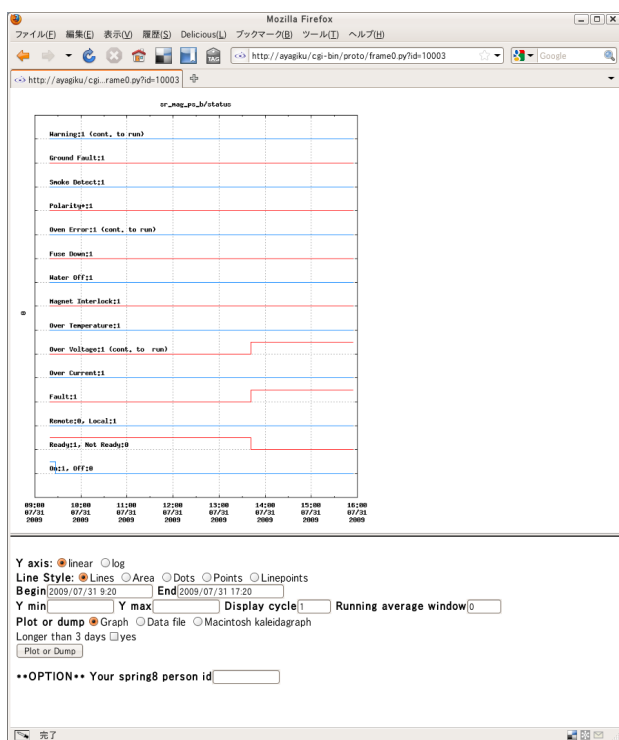 Mozilla Firefox
ファイル(F) 編集(E) 表示(V) 履歴(S) Delicious(L) ブックマーク(B) ツール(T) ヘルプ(H)
http://ayagiku/cgi-bin/proto/frame0.py?id=10003 Google
http://ayagiku/cgi...rame0.py?id=10003
sr_mag_ps_b/status
Warning:1 (cont. to run)
Ground Fault:1
Smoke Detect:1
Polarity+:1
Oven Error:1 (cont. to run)
Fuse Down:1
Water Off:1
Magnet Interlock:1
Over Temperature:1
Over Voltage:1 (cont. to run)
Over Current:1
Fault:1
Remote:0, Local:1
Ready:1, Not Ready:0
On:1, Off:0
09:00 10:00 11:00 12:00 13:00 14:00 15:00 16:00
07/31 07/31 07/31 07/31 07/31 07/31 07/31 07/31
2009 2009 2009 2009 2009 2009 2009 2009
Y axis: linear log
Line Style: Lines Area Dots Points Linepoints
Begin 2009/07/31 9:20 End 2009/07/31 17:20
Y min Y max Display cycle 1 Running average window 0
Plot or dump Graph Data file Macintosh kaleidagraph
Longer than 3 days yes
Plot or Dump
**OPTION** Your spring8 person id
完了